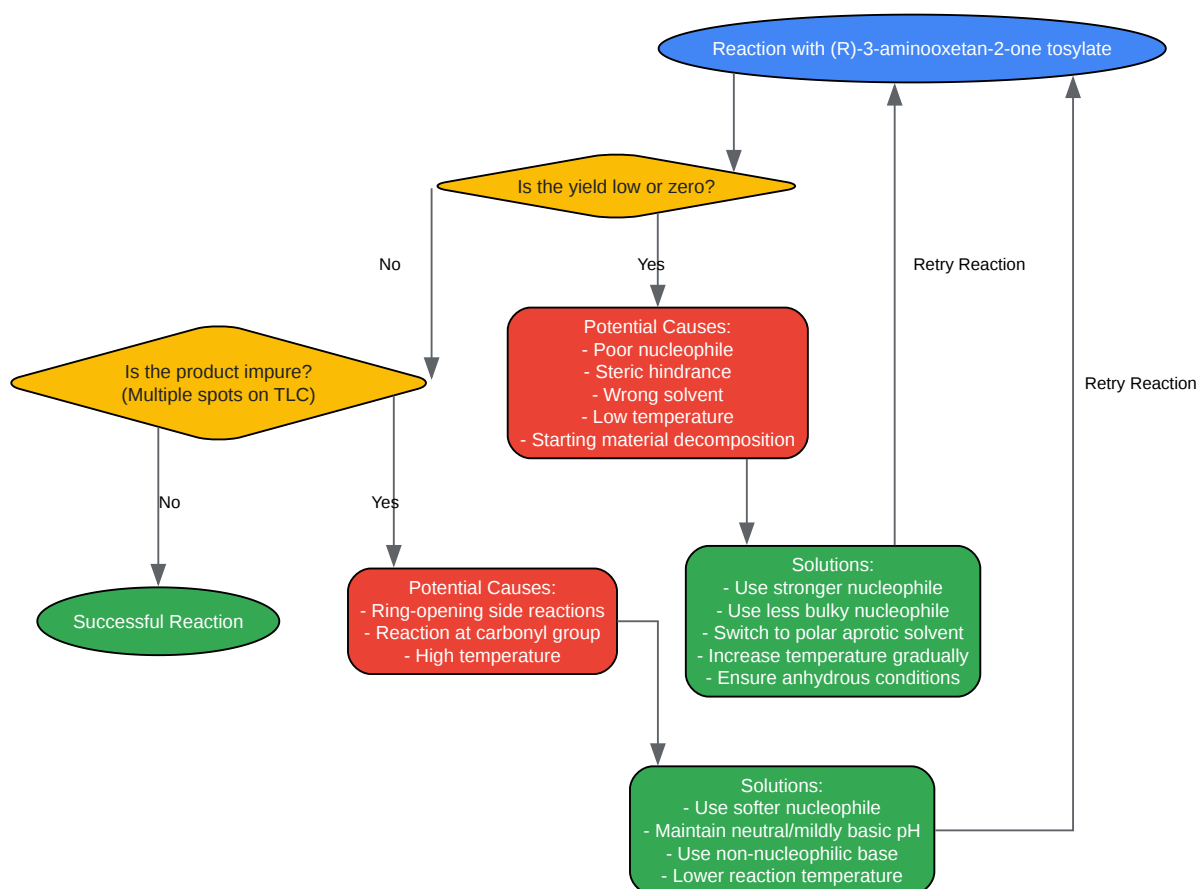 Reaction with (R)-3-aminooxetan-2-one tosylate
Is the yield low or zero?
No
Yes
Retry Reaction
Potential Causes:
- Poor nucleophile
- Steric hindrance
- Wrong solvent
- Low temperature
- Starting material decomposition
Is the product impure?
(Multiple spots on TLC)
Retry Reaction
No
Yes
Solutions:
- Use stronger nucleophile
- Use less bulky nucleophile
- Switch to polar aprotic solvent
- Increase temperature gradually
- Ensure anhydrous conditions
Potential Causes:
- Ring-opening side reactions
- Reaction at carbonyl group
- High temperature
Successful Reaction
Solutions:
- Use softer nucleophile
- Maintain neutral/mildly basic pH
- Use non-nucleophilic base
- Lower reaction temperature